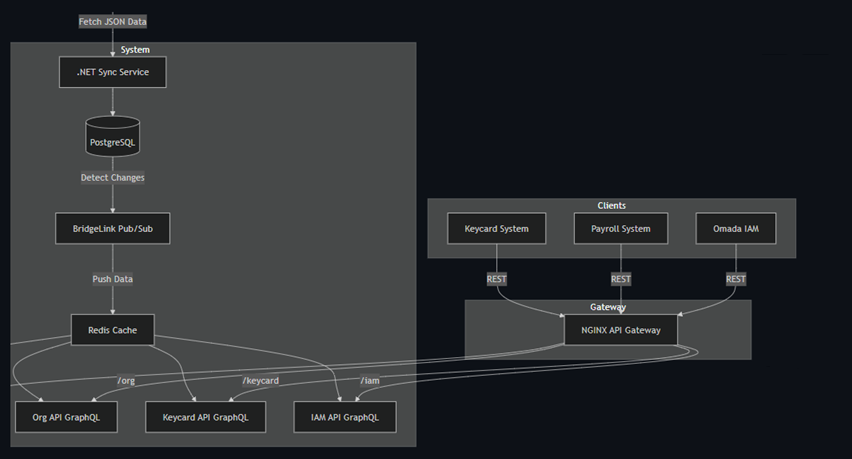 Fetch JSON Data
System
.NET Sync Service
PostgreSQL
Detect Changes
BridgeLink Pub/Sub
Push Data
Redis Cache
/org
/keycard
/iam
Org API GraphQL
Keycard API GraphQL
IAM API GraphQL
Clients
Keycard System
Payroll System
Omada IAM
REST
REST
REST
Gateway
NGINX API Gateway